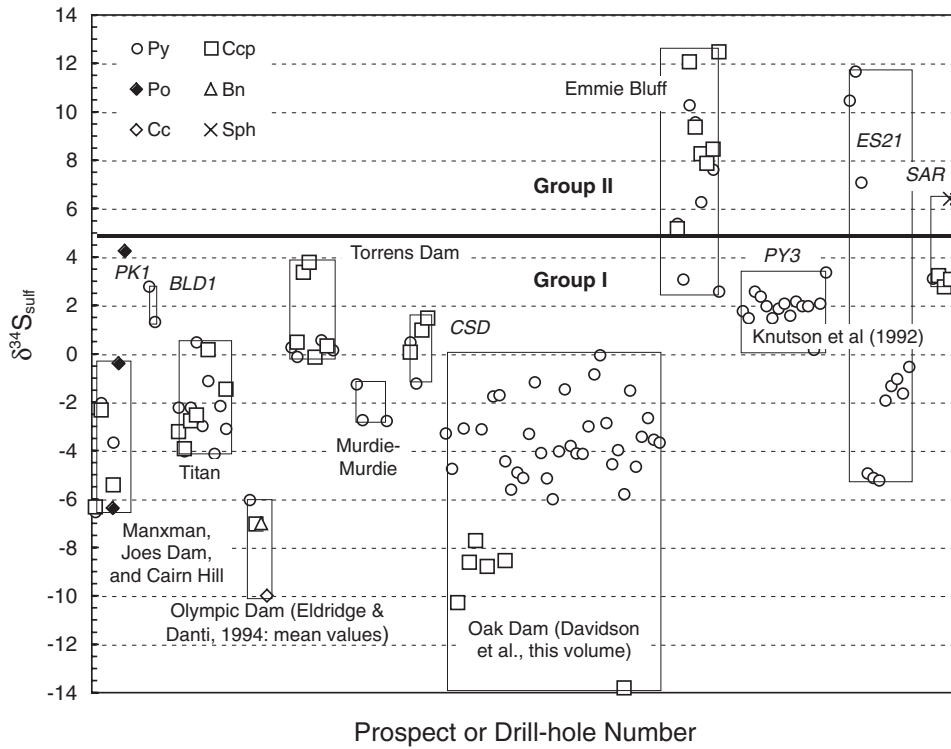 14
12
10
8
6
4
2
0
-2
-4
-6
-8
-10
-12
-14
δ³⁴S_sulf
Py
Ccp
Po
Bn
Cc
Sph
Emmie Bluff
ES21
SAR
Group II
Group I
PK1
BLD1
Torrens Dam
PY3
CSD
Knutson et al (1992)
Titan
Murdie-
Murdie
Manxman,
Joes Dam,
and Cairn Hill
Olympic Dam (Eldridge &
Danti, 1994: mean values)
Oak Dam (Davidson
et al., this volume)
Prospect or Drill-hole Number